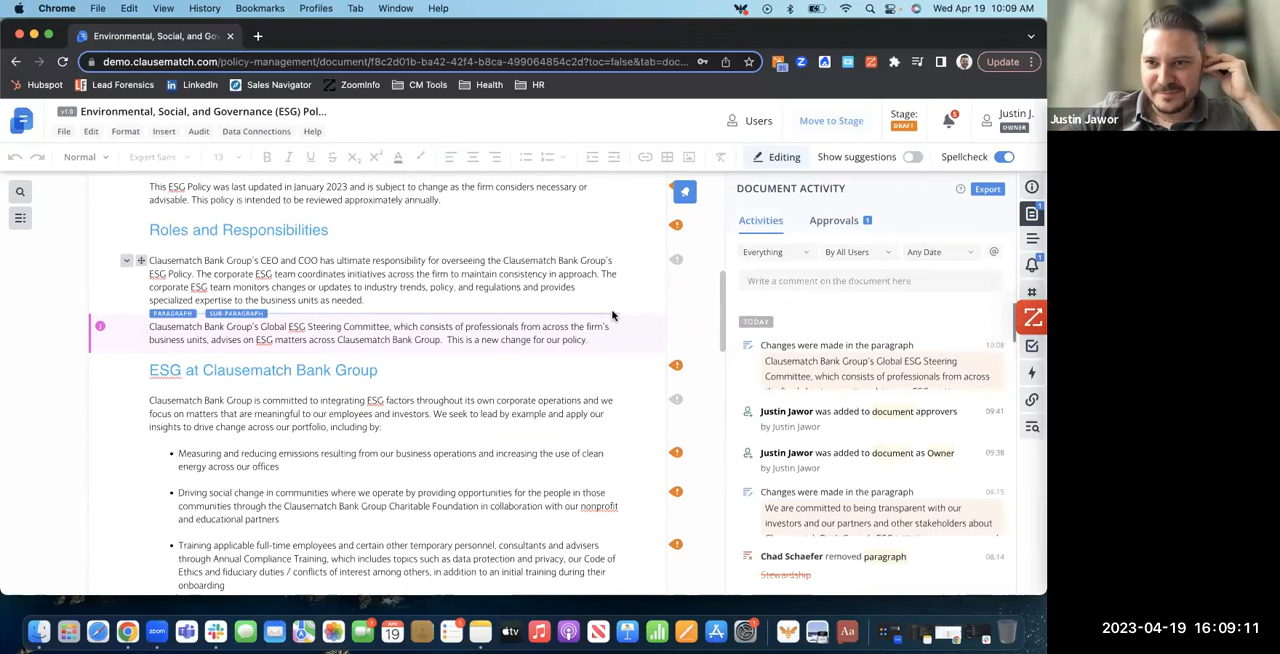 Chrome File Edit View History Bookmarks Profiles Tab Window Help Wed Apr 19 10:09 AM
Environmental, Social, and Gov
demo.clausematch.com/policy-management/document/f8c2d01b-ba42-42f4-b8ca-499064854c2d?toc=false&tab=doc... Update
Hubspot Lead Forensics LinkedIn Sales Navigator ZoomInfo CM Tools Health HR
v1.0 Environmental, Social, and Governance (ESG) Pol...
File Edit Format Insert Audit Data Connections Help
Users Move to Stage Stage: DRAFT 5 Justin J. OWNER
Normal Expert Sans 13 Editing Show suggestions Spellcheck
This ESG Policy was last updated in January 2023 and is subject to change as the firm considers necessary or
advisable. This policy is intended to be reviewed approximately annually.
Roles and Responsibilities
Clausematch Bank Group's CEO and COO has ultimate responsibility for overseeing the Clausematch Bank Group's
ESG Policy. The corporate ESG team coordinates initiatives across the firm to maintain consistency in approach. The
corporate ESG team monitors changes or updates to industry trends, policy, and regulations and provides
specialized expertise to the business units as needed.
PARAGRAPH SUB-PARAGRAPH
Clausematch Bank Group's Global ESG Steering Committee, which consists of professionals from across the firm's
business units, advises on ESG matters across Clausematch Bank Group. This is a new change for our policy.
ESG at Clausematch Bank Group
Clausematch Bank Group is committed to integrating ESG factors throughout its own corporate operations and we
focus on matters that are meaningful to our employees and investors. We seek to lead by example and apply our
insights to drive change across our portfolio, including by:
• Measuring and reducing emissions resulting from our business operations and increasing the use of clean
energy across our offices
• Driving social change in communities where we operate by providing opportunities for the people in those
communities through the Clausematch Bank Group Charitable Foundation in collaboration with our nonprofit
and educational partners
• Training applicable full-time employees and certain other temporary personnel, consultants and advisers
through Annual Compliance Training, which includes topics such as data protection and privacy, our Code of
Ethics and fiduciary duties / conflicts of interest among others, in addition to an initial training during their
onboarding
DOCUMENT ACTIVITY Export
Activities Approvals 1
Everything By All Users Any Date @
Write a comment on the document here
TODAY
Changes were made in the paragraph 10:08
Clausematch Bank Group's Global ESG Steering
Committee, which consists of professionals from across
Justin Jawor was added to document approvers 09:41
by Justin Jawor
Justin Jawor was added to document as Owner 09:38
by Justin Jawor
Changes were made in the paragraph 08:15
We are committed to being transparent with our
investors and our partners and other stakeholders about
Chad Schaefer removed paragraph 08:14
Stewardship
Justin Jawor
2023-04-19 16:09:11